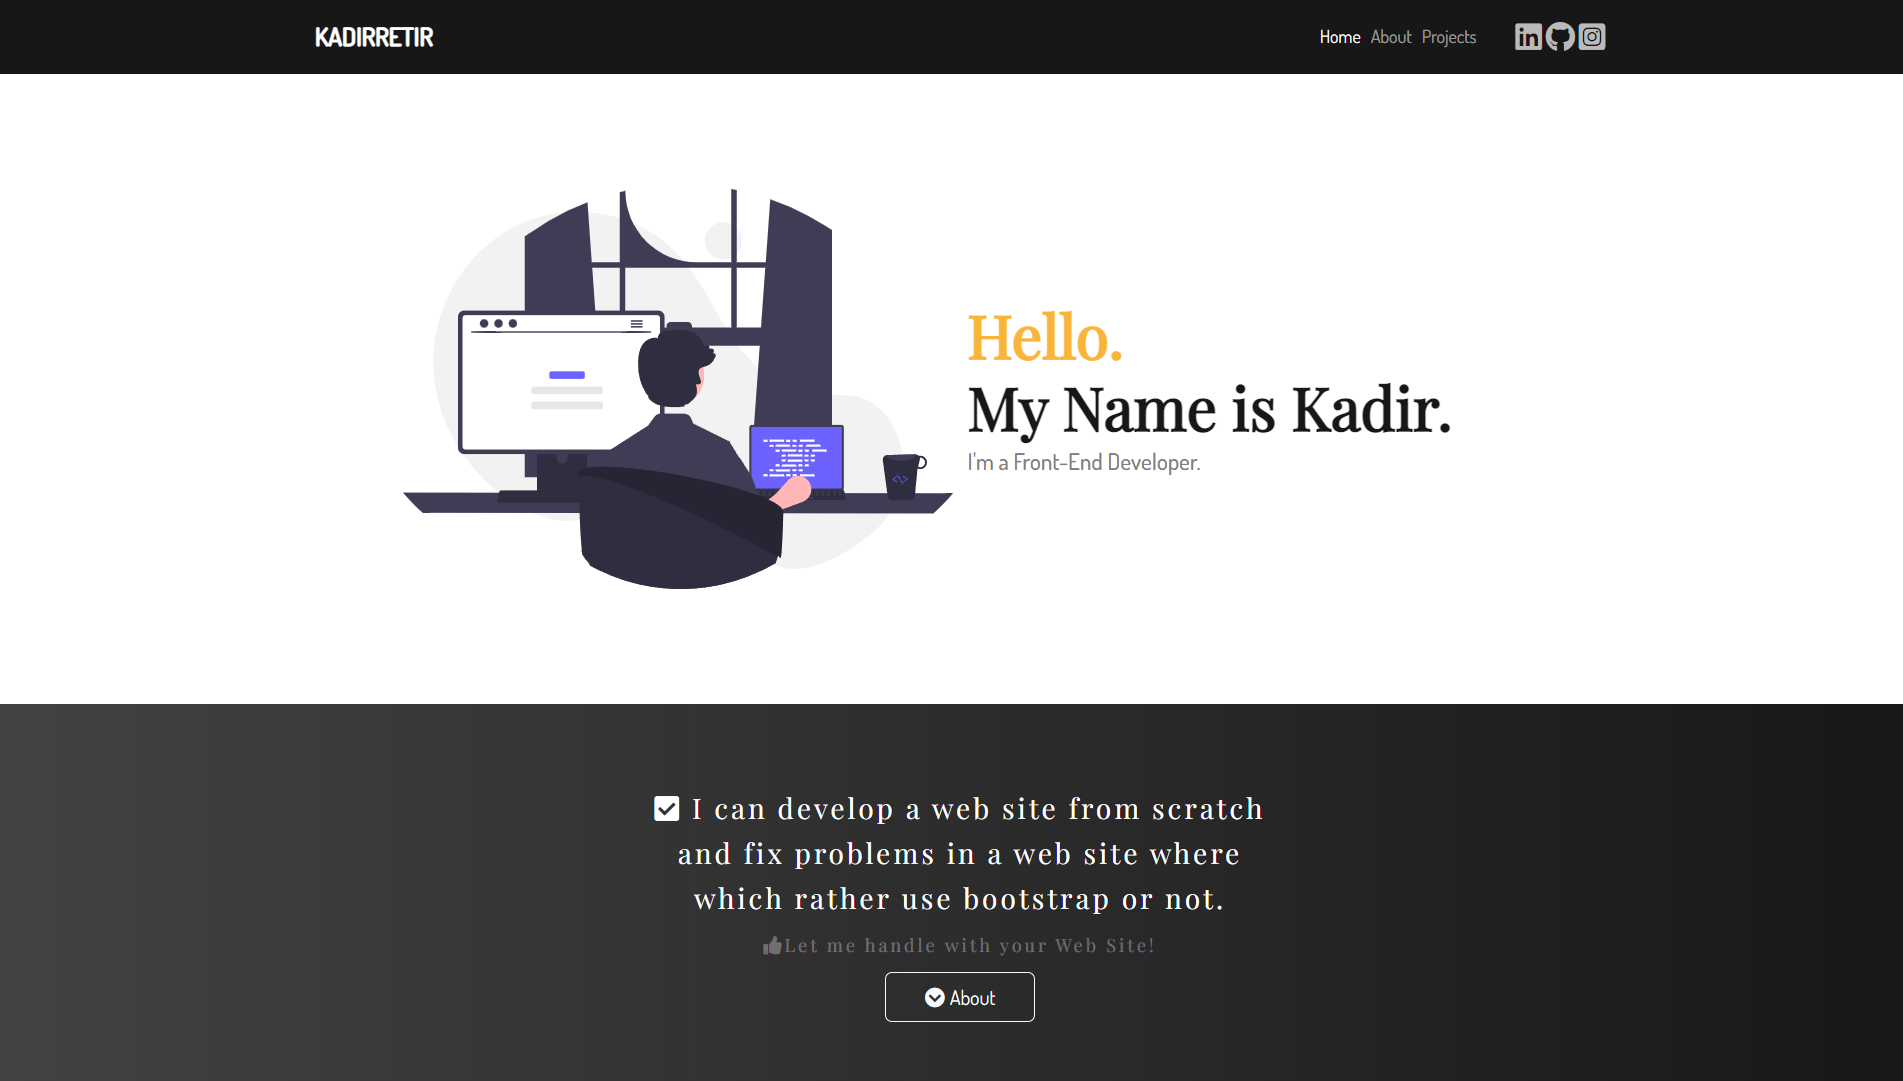 KADIRRETIR
Home About Projects
Hello.
My Name is Kadir.
I'm a Front-End Developer.
I can develop a web site from scratch
and fix problems in a web site where
which rather use bootstrap or not.
Let me handle with your Web Site!
About